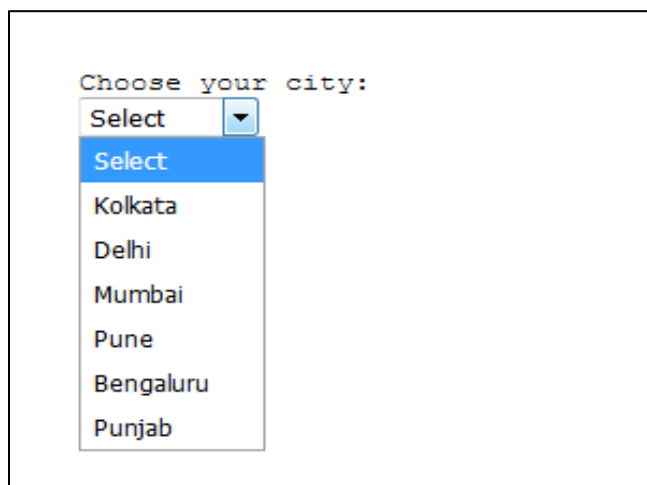 Choose your city:
Select
Select
Kolkata
Delhi
Mumbai
Pune
Bengaluru
Punjab